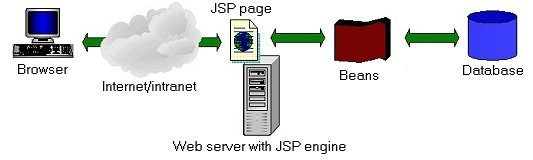 JSP page
Browser
Internet/intranet
Beans
Database
Web server with JSP engine